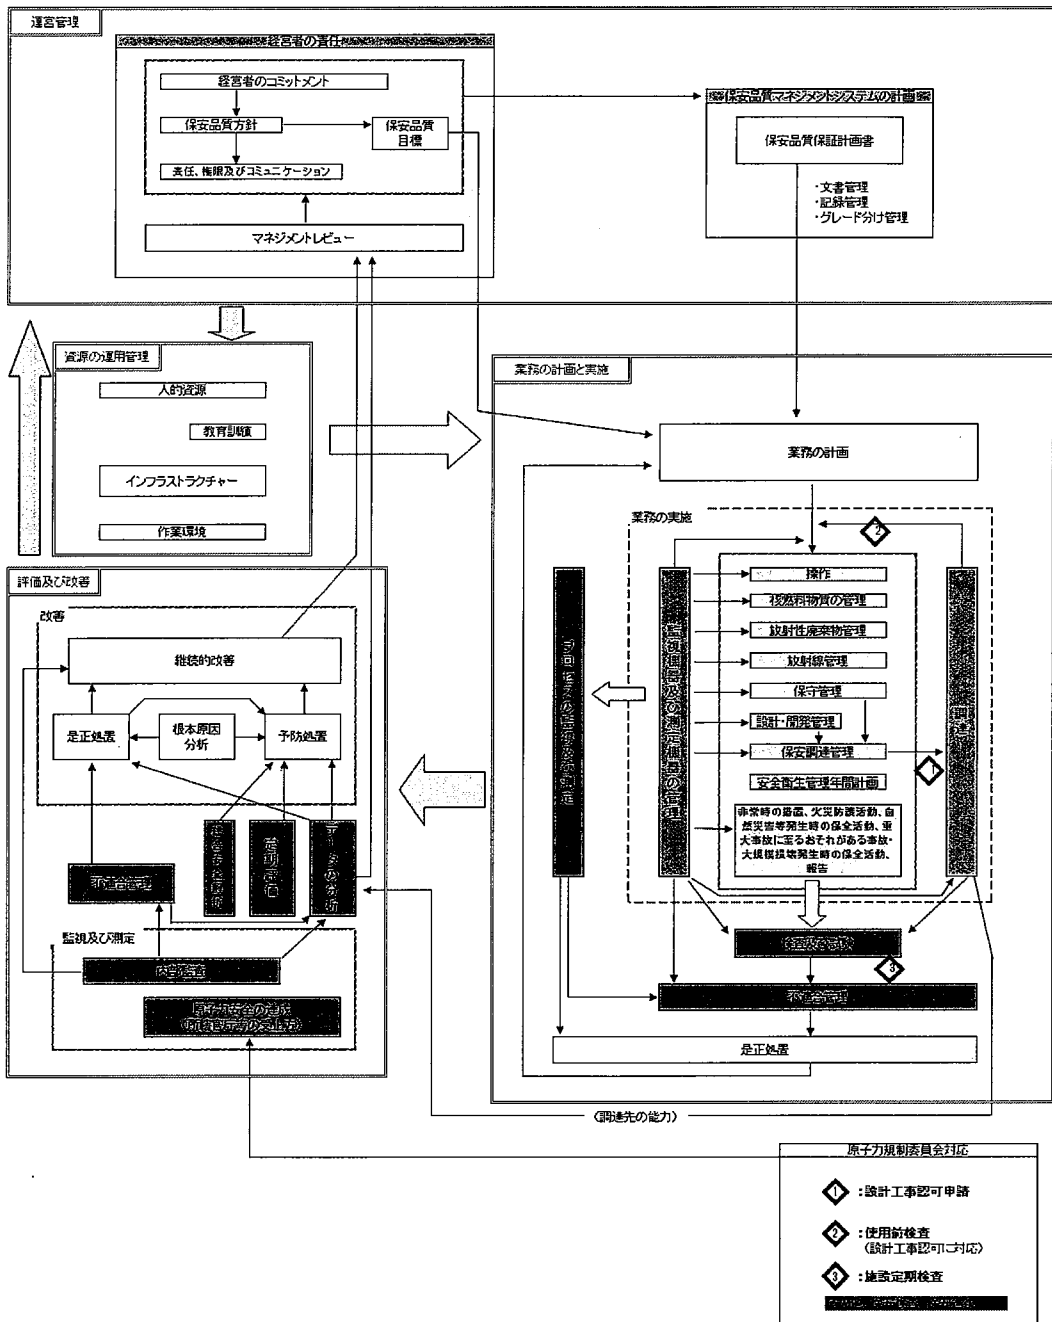 運営管理
経営者の責任
経営者のコミットメント
保安品質方針
保安品質
目標
責任、権限及びコミュニケーション
マネジメントレビュー
保安品質マネジメントシステムの計画
保安品質保証計画書
・文書管理
・記録管理
・グレード分け管理
資源の運用管理
人的資源
教育訓練
インフラストラクチャー
作業環境
業務の計画と実施
業務の計画
業務の実施
2
操作
核燃料物質の管理
放射性廃棄物管理
放射線管理
保守管理
設計・開発管理
保安調達管理
安全衛生管理年間計画
非常時の措置、火災防護活動、自
然災害等発生時の保全活動、重
大事故に至るおそれがある事故・
大規模損壊発生時の保全活動、
報告
監視機器及び測定機器の管理
プロセスの監視及び測定
1
3
不適合管理
是正処置
評価及び改善
改善
継続的改善
是正処置
根本原因
分析
予防処置
不適合管理
定期評価
データの分析
監視及び測定
内部監査
原子力安全の達成
(調達先の能力)
原子力規制委員会対応
1 :設計工事認可申請
2 :使用前検査
(設計工事認可に対応)
3 :施設定期検査